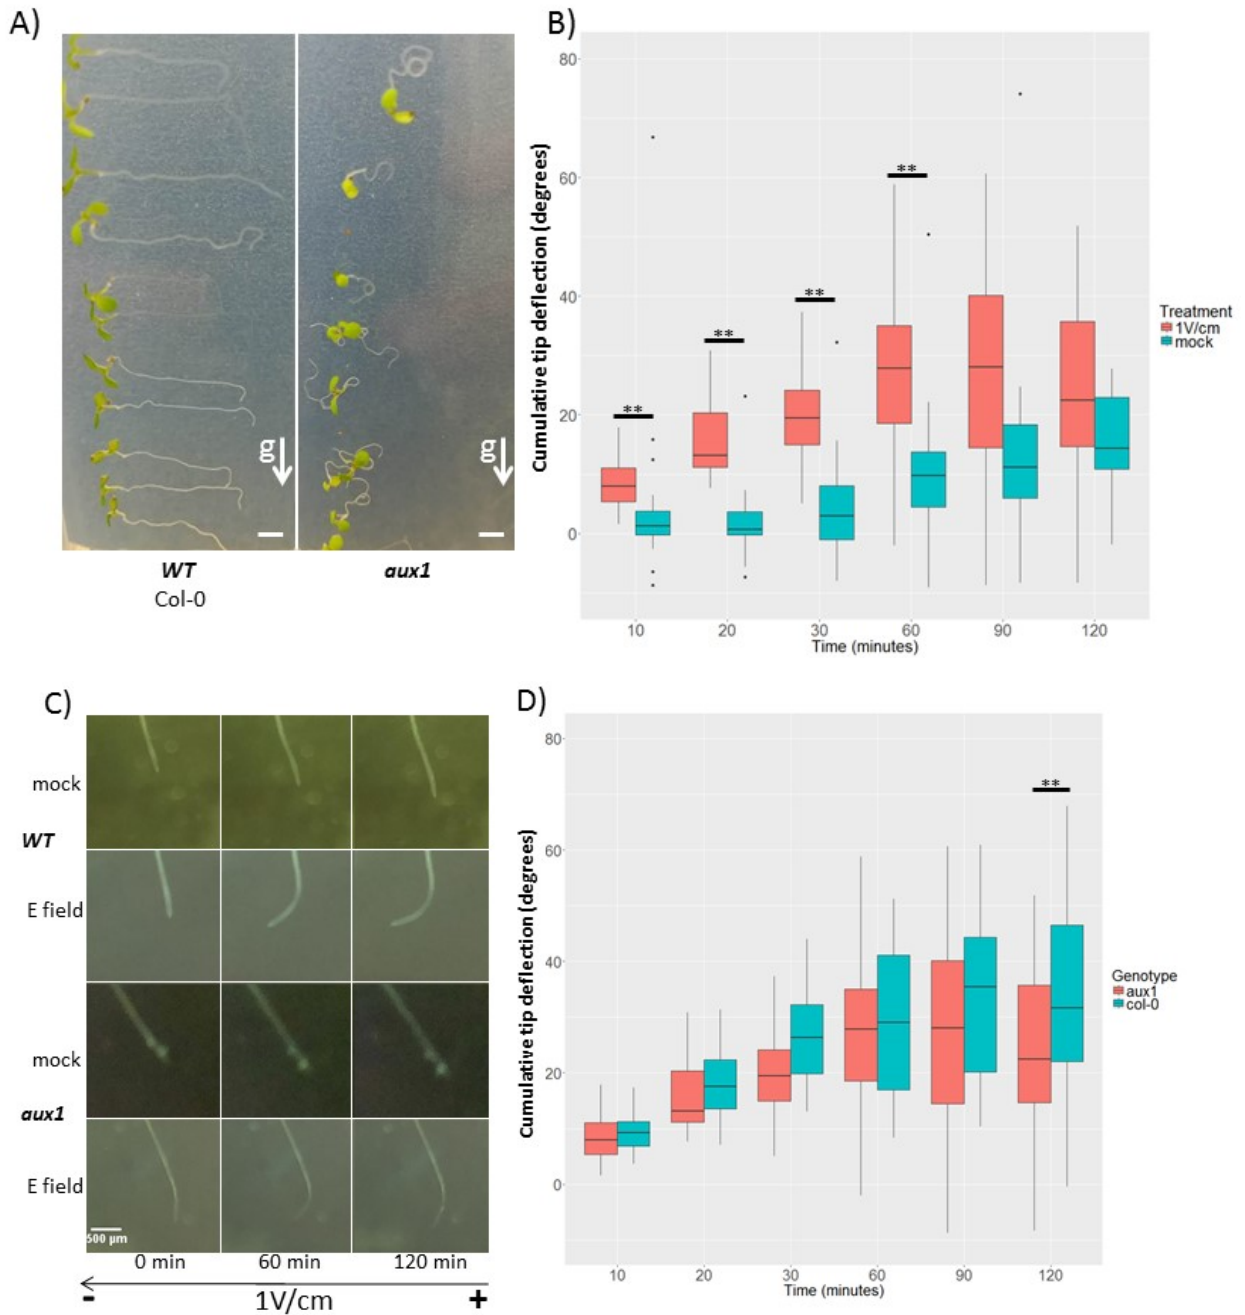 A)
g
g
WT
Col-0
aux1
B)
Cumulative tip deflection (degrees)
80
60
40
20
0
**
**
**
**
10
20
30
60
90
120
Time (minutes)
Treatment
1V/cm
mock
C)
mock
WT
E field
mock
aux1
E field
500 µm
0 min
60 min
120 min
-
1V/cm
+
D)
Cumulative tip deflection (degrees)
80
60
40
20
0
**
10
20
30
60
90
120
Time (minutes)
Genotype
aux1
col-0